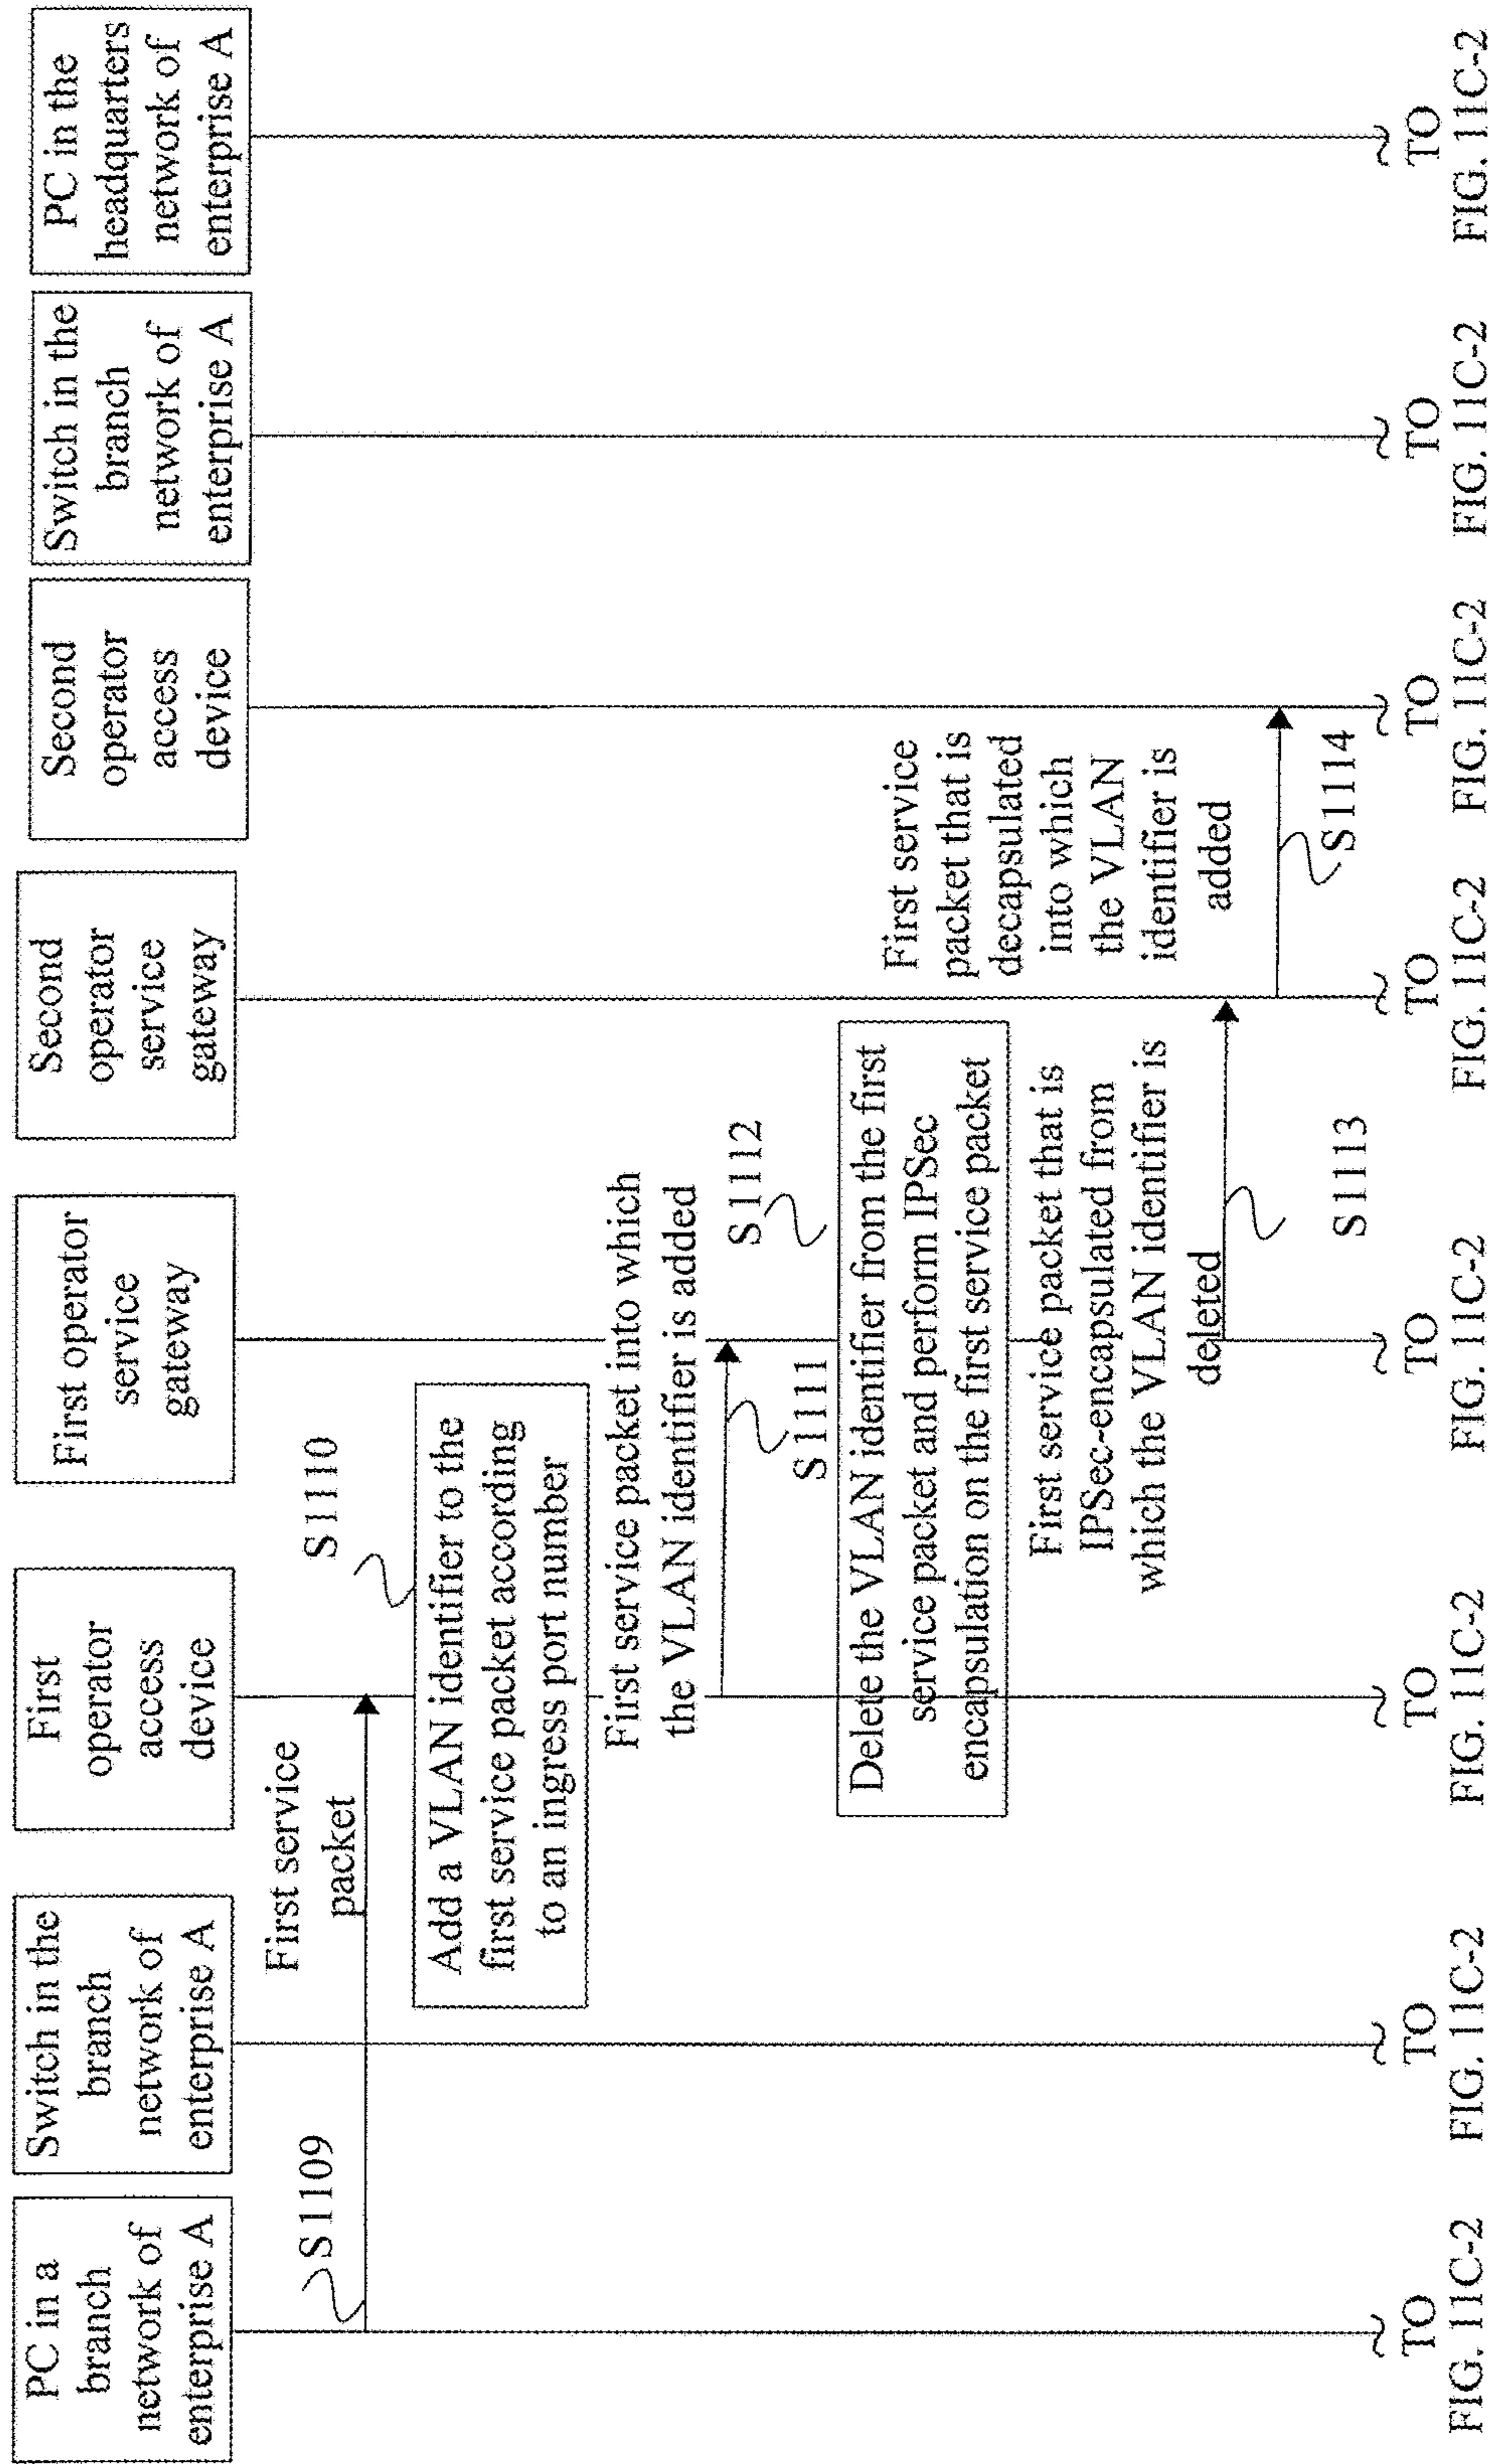 PC in a
branch
network of
enterprise A
Switch in the
branch
network of
enterprise A
First
operator
access
device
First operator
service
gateway
Second
operator
service
gateway
Second
operator
access
device
Switch in the
branch
network of
enterprise A
PC in the
headquarters
network of
enterprise A
S1109
First service
packet
S1110
Add a VLAN identifier to the
first service packet according
to an ingress port number
First service packet into which
the VLAN identifier is added
S1111
S1112
Delete the VLAN identifier from the first
service packet and perform IPSec
encapsulation on the first service packet
First service packet that is
IPSec-encapsulated from
which the VLAN identifier is
deleted
S1113
First service
packet that is
decapsulated
into which
the VLAN
identifier is
added
S1114
TO
FIG. 11C-2
TO
FIG. 11C-2
TO
FIG. 11C-2
TO
FIG. 11C-2
TO
FIG. 11C-2
TO
FIG. 11C-2
TO
FIG. 11C-2
TO
FIG. 11C-2